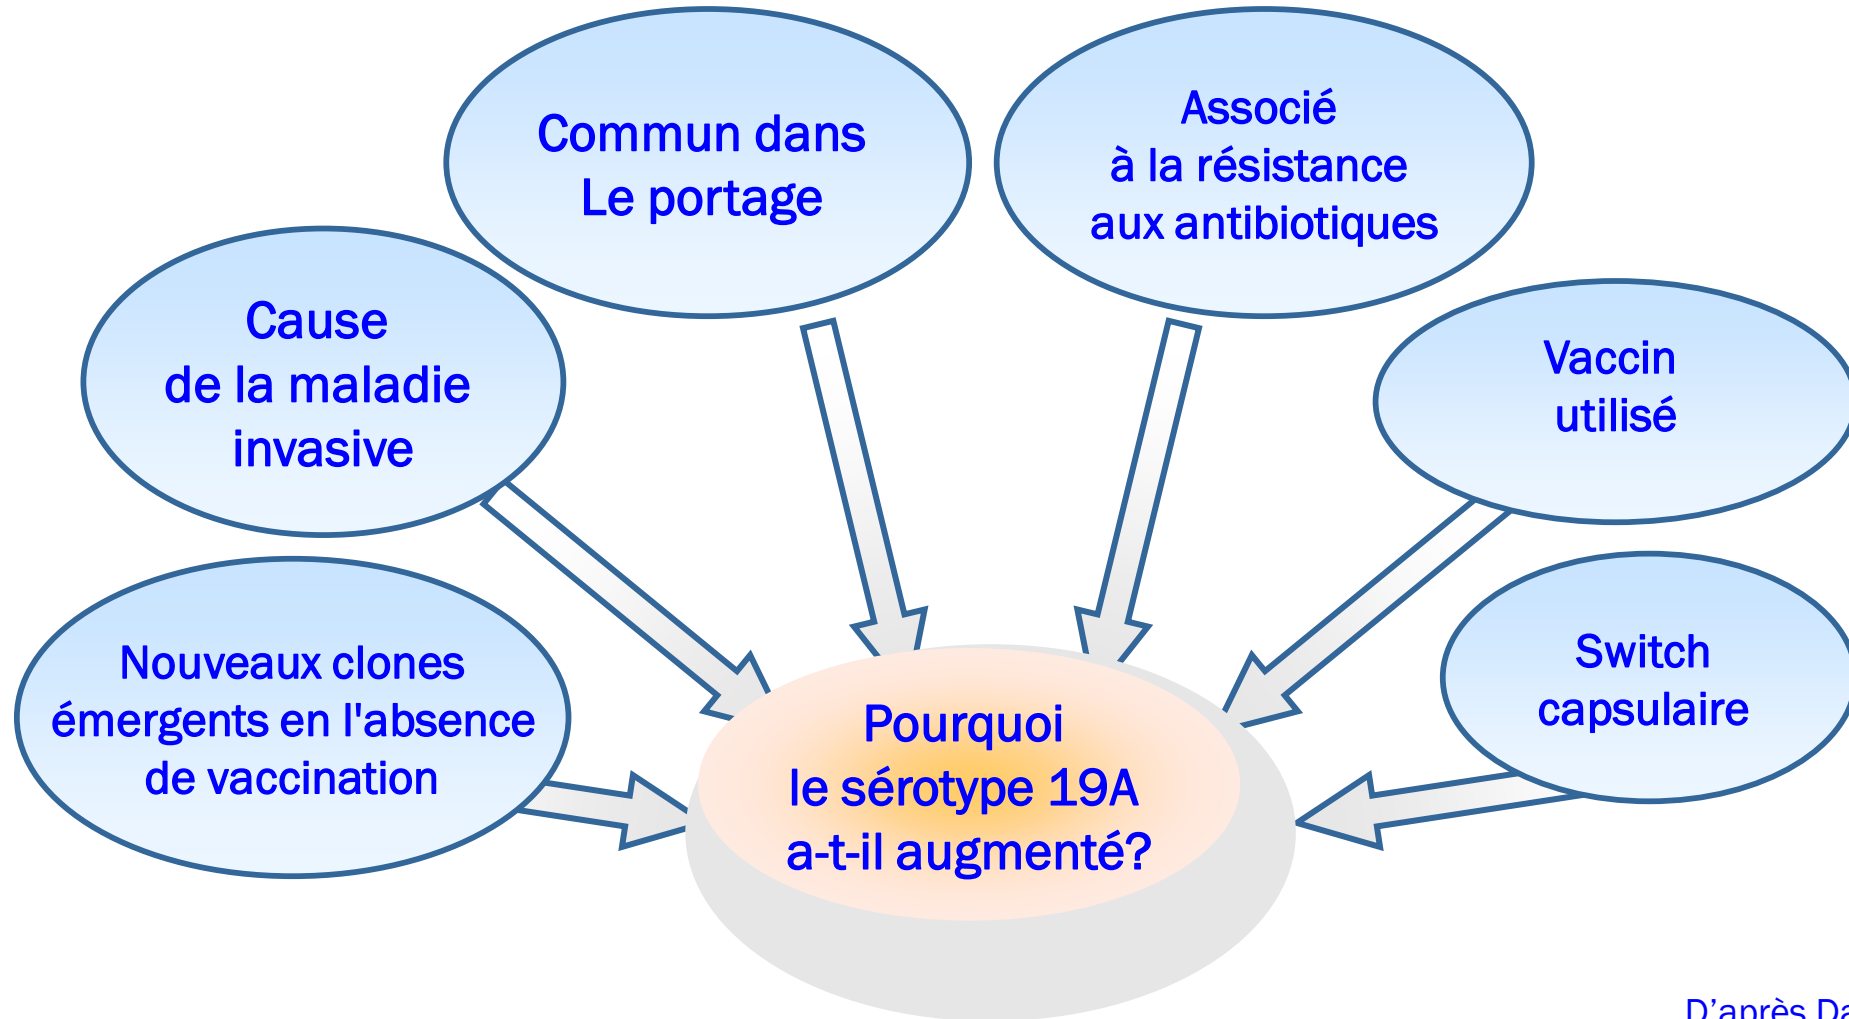 Commun dans
Le portage
Associé
à la résistance
aux antibiotiques
Cause
de la maladie
invasive
Vaccin
utilisé
Nouveaux clones
émergents en l'absence
de vaccination
Switch
capsulaire
Pourquoi
le sérotype 19A
a-t-il augmenté?
D'après